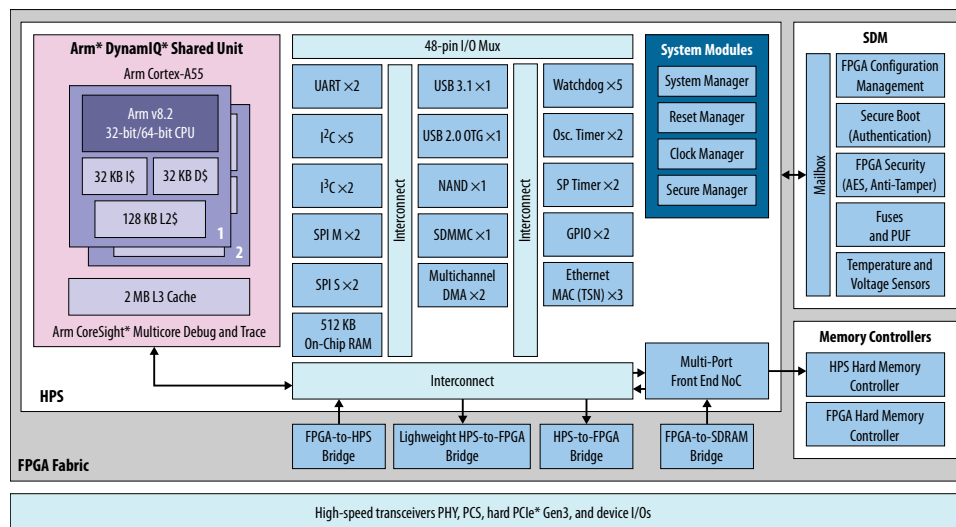 Arm* DynamIQ* Shared Unit
Arm Cortex-A55
Arm v8.2
32-bit/64-bit CPU
32 KB I$
32 KB D$
128 KB L2$
1
2
2 MB L3 Cache
Arm CoreSight* Multicore Debug and Trace
HPS
48-pin I/O Mux
UART ×2
I²C ×5
I³C ×2
SPI M ×2
SPI S ×2
512 KB
On-Chip RAM
Interconnect
USB 3.1 ×1
USB 2.0 OTG ×1
NAND ×1
SDMMC ×1
Multichannel
DMA ×2
Interconnect
Watchdog ×5
Osc. Timer ×2
SP Timer ×2
GPIO ×2
Ethernet
MAC (TSN) ×3
System Modules
System Manager
Reset Manager
Clock Manager
Secure Manager
Interconnect
Multi-Port
Front End NoC
FPGA-to-HPS
Bridge
Lighweight HPS-to-FPGA
Bridge
HPS-to-FPGA
Bridge
FPGA-to-SDRAM
Bridge
FPGA Fabric
SDM
Mailbox
FPGA Configuration
Management
Secure Boot
(Authentication)
FPGA Security
(AES, Anti-Tamper)
Fuses
and PUF
Temperature and
Voltage Sensors
Memory Controllers
HPS Hard Memory
Controller
FPGA Hard Memory
Controller
High-speed transceivers PHY, PCS, hard PCIe* Gen3, and device I/Os